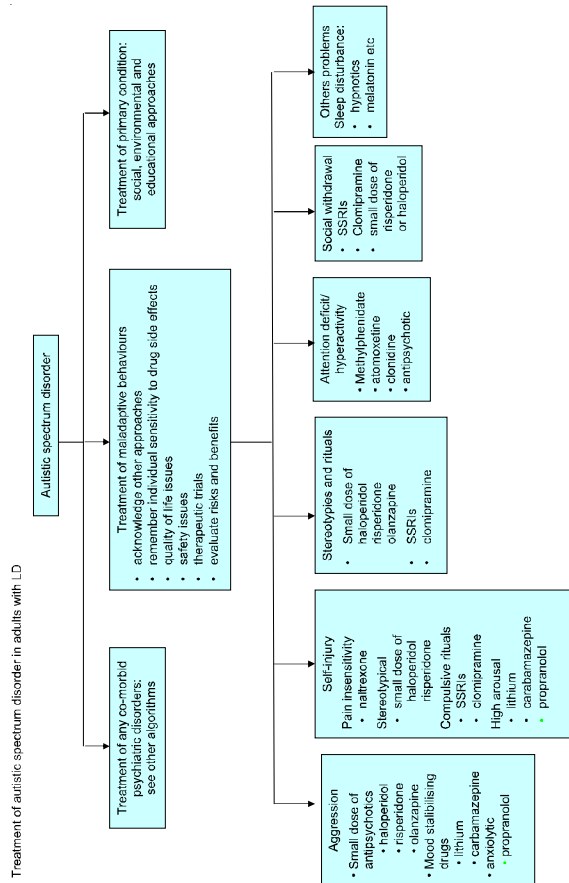 Treatment of autistic spectrum disorder in adults with LD
Autistic spectrum disorder
Treatment of any co-morbid
psychiatric disorders:
see other algorithms
Treatment of maladaptive behaviours
• acknowledge other approaches
• remember individual sensitivity to drug side effects
• quality of life issues
• safety issues
• therapeutic trials
• evaluate risks and benefits
Treatment of primary condition:
social, environmental and
educational approaches
Aggression
• Small dose of
antipsychotics
• haloperidol
• risperidone
• olanzapine
• Mood stalibilising
drugs
• lithium
• carbamazepine
• anxiolytic
• propranolol
Self-injury
Pain insensitivity
• naltrexone
Stereotypical
• small dose of
haloperidol
risperidone
Compulsive rituals
• SSRIs
• clomipramine
High arousal
• lithium
• carabamazepine
• propranolol
Stereotypies and rituals
• Small dose of
haloperidol
risperidone
olanzapine
• SSRIs
• clomipramine
Attention deficit/
hyperactivity
• Methylphenidate
• atomoxetine
• clonidine
• antipsychotic
Social withdrawal
• SSRIs
• Clomipramine
• small dose of
risperidone
or haloperidol
Others problems
Sleep disturbance:
• hypnotics
• melatonin etc